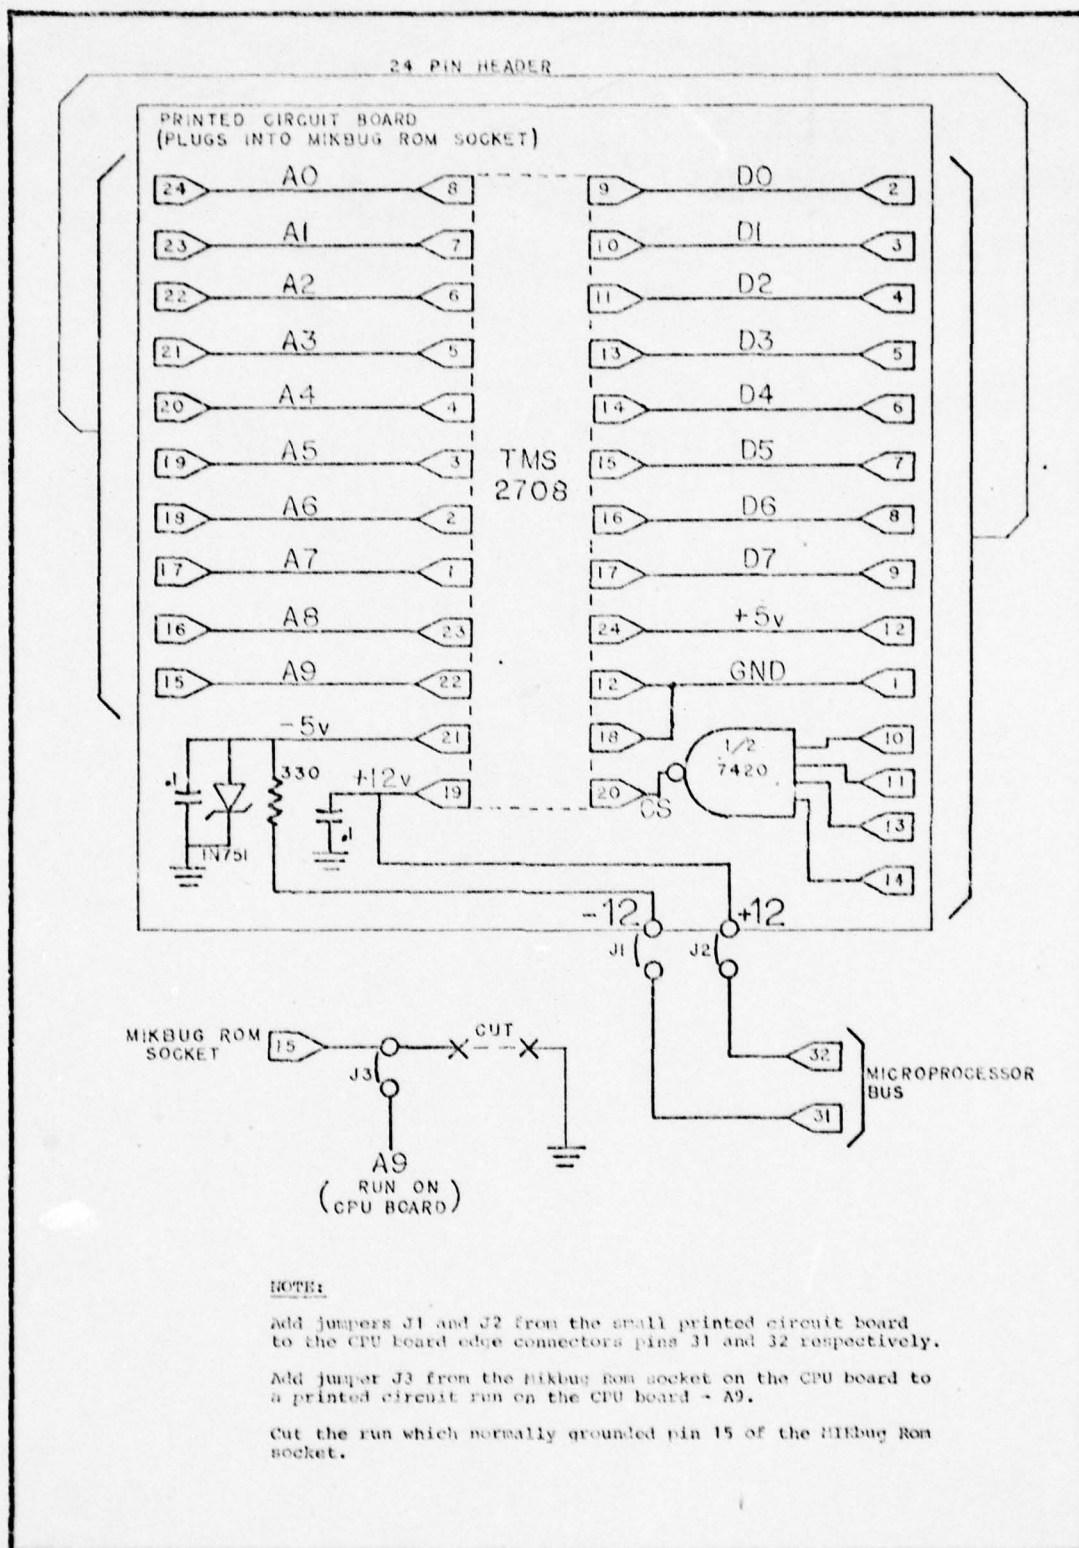 24 PIN HEADER
PRINTED CIRCUIT BOARD
(PLUGS INTO MIKBUG ROM SOCKET)
24 A0 8 9 D0 2
23 A1 7 10 D1 3
22 A2 6 11 D2 4
21 A3 5 13 D3 5
20 A4 4 14 D4 6
19 A5 3 15 D5 7
TMS
2708
18 A6 2 16 D6 8
17 A7 1 17 D7 9
16 A8 23 24 +5v 12
15 A9 22 12 GND 1
-5v 21 18 1/2 10
7420
.1 330 +12v 19 20 CS 11
13
1N751 .1 14
-12 +12
J1 J2
MIKBUG ROM
SOCKET
15 CUT
J3
32
MICROPROCESSOR
BUS
31
A9
(RUN ON
CPU BOARD)
NOTE:
Add jumpers J1 and J2 from the small printed circuit board
to the CPU board edge connectors pins 31 and 32 respectively.
Add jumper J3 from the Mikbug Rom socket on the CPU board to
a printed circuit run on the CPU board - A9.
Cut the run which normally grounded pin 15 of the MIKbug Rom
socket.